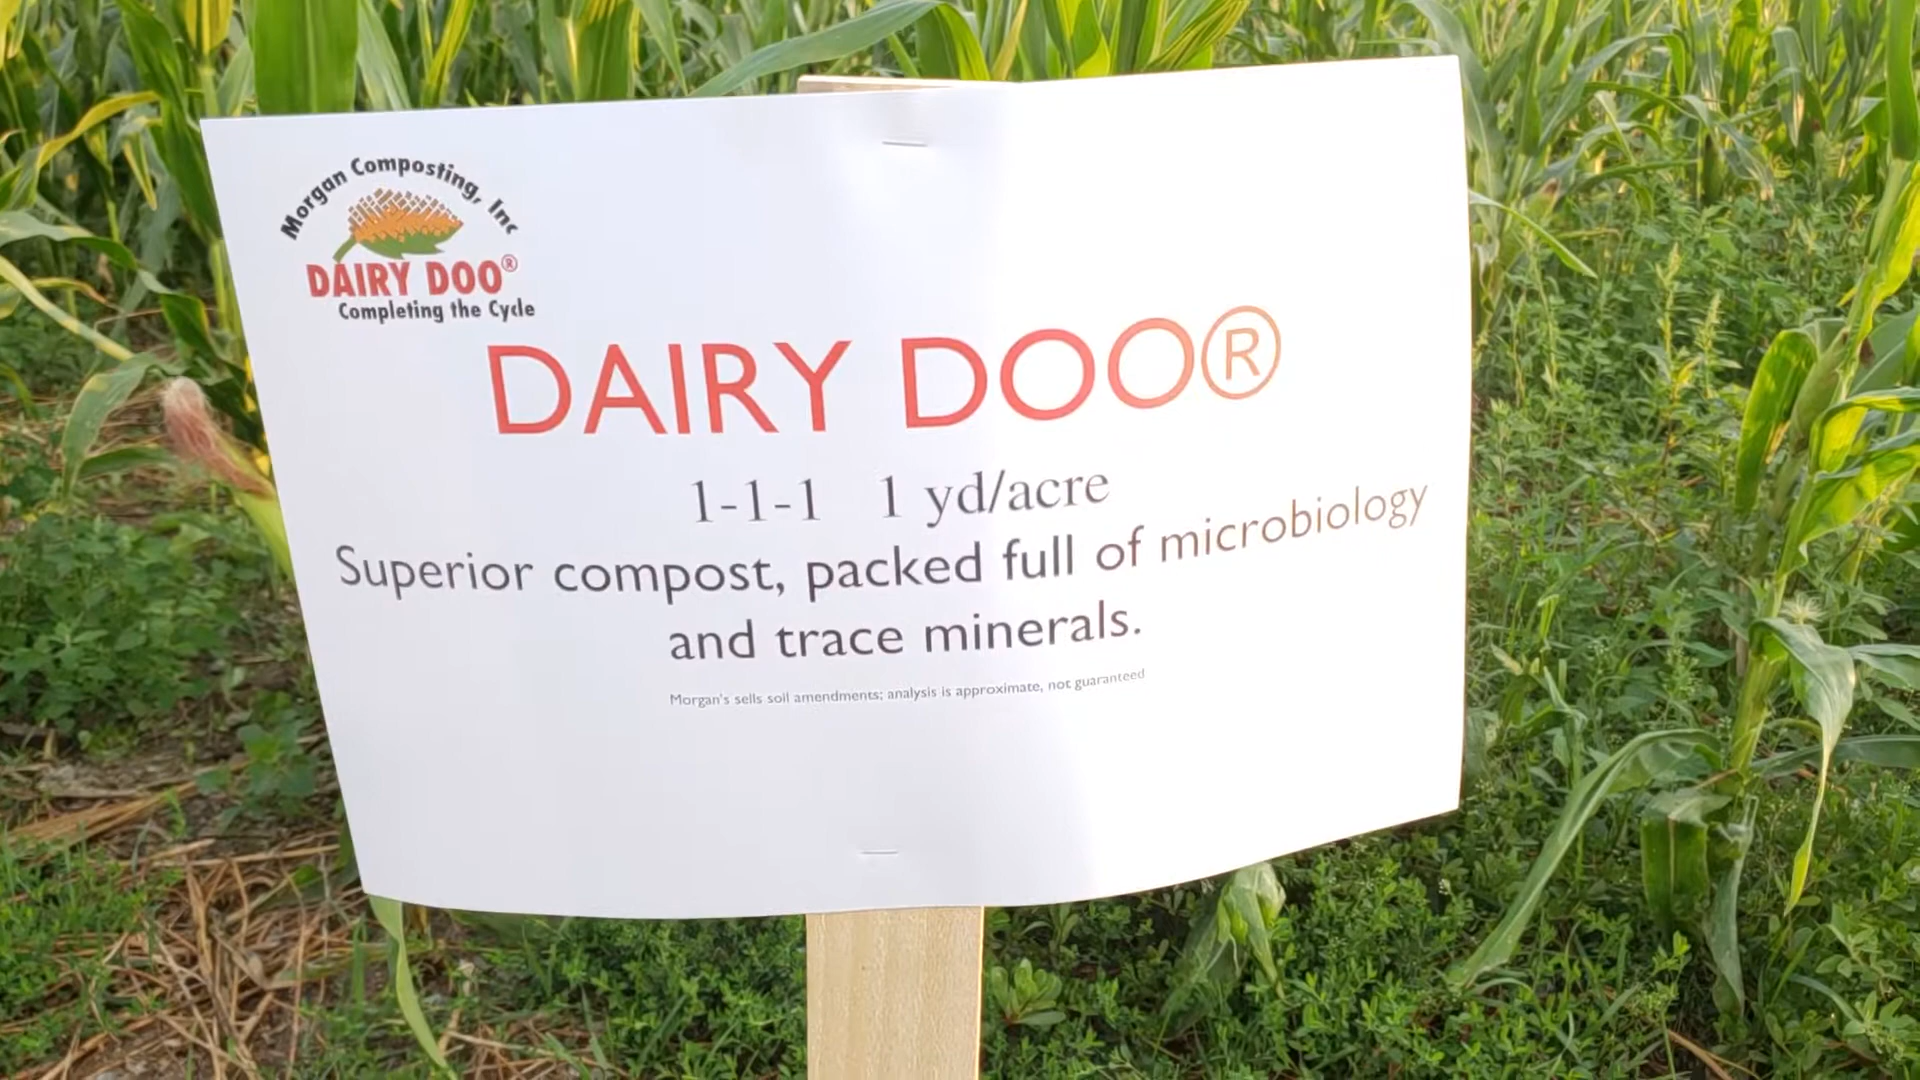 Morgan Composting, Inc
DAIRY DOO®
Completing the Cycle
DAIRY DOO®
1-1-1 1 yd/acre
Superior compost, packed full of microbiology
and trace minerals.
Morgan's sells soil amendments; analysis is approximate, not guaranteed